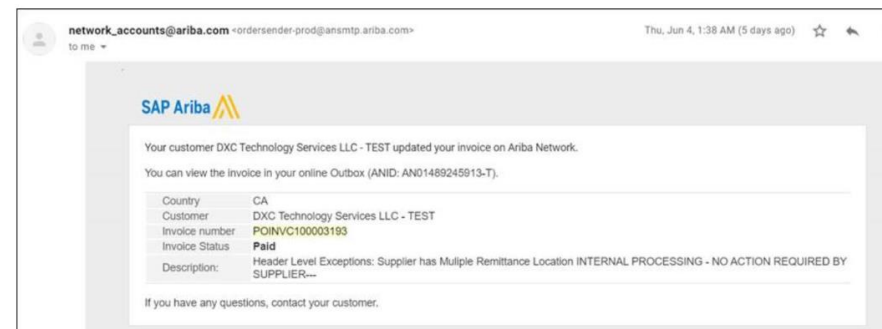 network_accounts@ariba.com <ordersender-prod@ansmtp.ariba.com>
Thu, Jun 4, 1:38 AM (5 days ago)
to me
SAP Ariba
Your customer DXC Technology Services LLC - TEST updated your invoice on Ariba Network.
You can view the invoice in your online Outbox (ANID: AN01489245913-T).
Country CA
Customer DXC Technology Services LLC - TEST
Invoice number POINVC100003193
Invoice Status Paid
Description: Header Level Exceptions: Supplier has Muliple Remittance Location INTERNAL PROCESSING - NO ACTION REQUIRED BY
SUPPLIER---
If you have any questions, contact your customer.